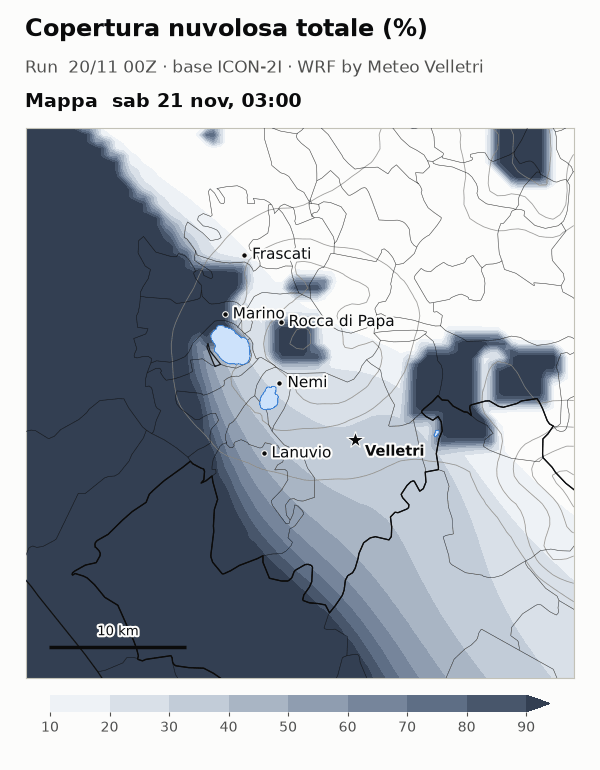 Copertura nuvolosa totale (%)
Run  20/11 00Z · base ICON-2I · WRF by Meteo Velletri
Mappa  sab 21 nov, 03:00
Frascati
Marino
Rocca di Papa
Nemi
Velletri
Lanuvio
10 km
10 20 30 40 50 60 70 80 90